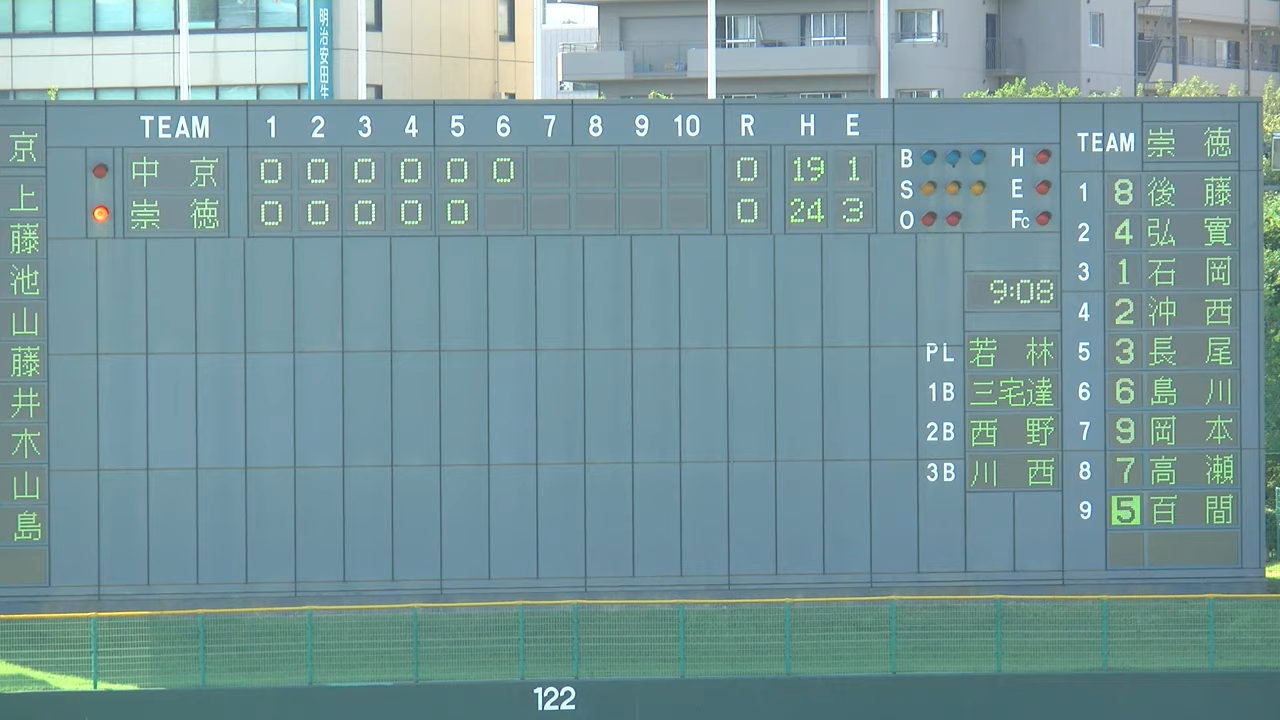 明治安田生
TEAM 1 2 3 4 5 6 7 8 9 10 R H E
中京 0 0 0 0 0 0 0 19 1
崇徳 0 0 0 0 0 0 24 3
B H
S E
O Fc
9:08
PL 若林
1B 三宅達
2B 西野
3B 川西
京
上
藤
池
山
藤
井
木
山
島
TEAM 崇徳
1 8 後藤
2 4 弘實
3 1 石岡
4 2 沖西
5 3 長尾
6 6 島川
7 9 岡本
8 7 高瀬
9 5 百間
122